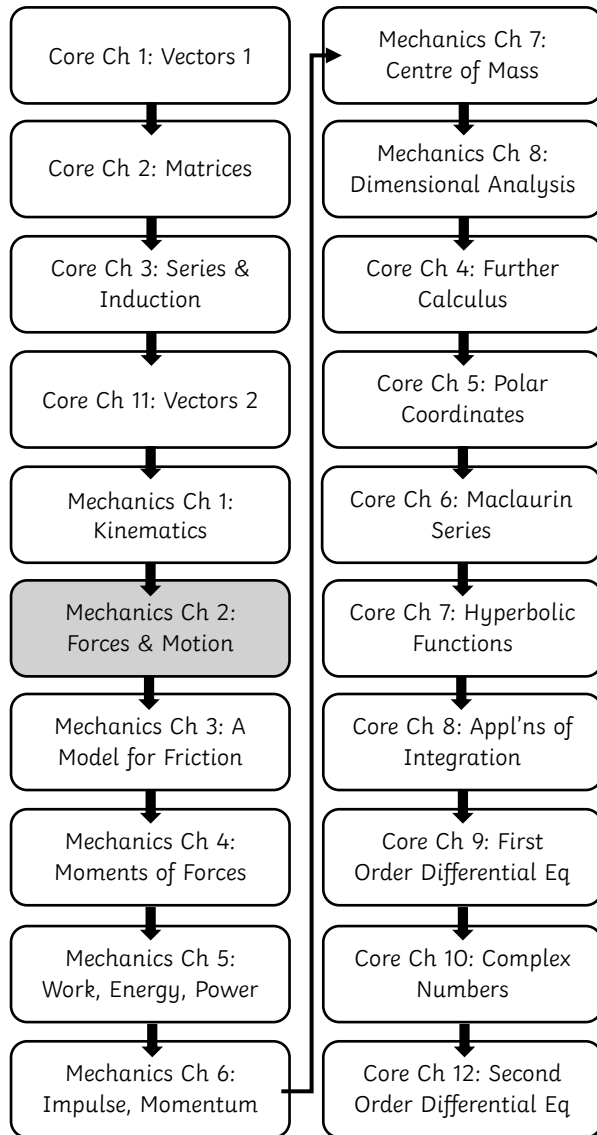 Core Ch 1: Vectors 1
Core Ch 2: Matrices
Core Ch 3: Series &
Induction
Core Ch 11: Vectors 2
Mechanics Ch 1:
Kinematics
Mechanics Ch 2:
Forces & Motion
Mechanics Ch 3: A
Model for Friction
Mechanics Ch 4:
Moments of Forces
Mechanics Ch 5:
Work, Energy, Power
Mechanics Ch 6:
Impulse, Momentum
Mechanics Ch 7:
Centre of Mass
Mechanics Ch 8:
Dimensional Analysis
Core Ch 4: Further
Calculus
Core Ch 5: Polar
Coordinates
Core Ch 6: Maclaurin
Series
Core Ch 7: Hyperbolic
Functions
Core Ch 8: Appl'ns of
Integration
Core Ch 9: First
Order Differential Eq
Core Ch 10: Complex
Numbers
Core Ch 12: Second
Order Differential Eq